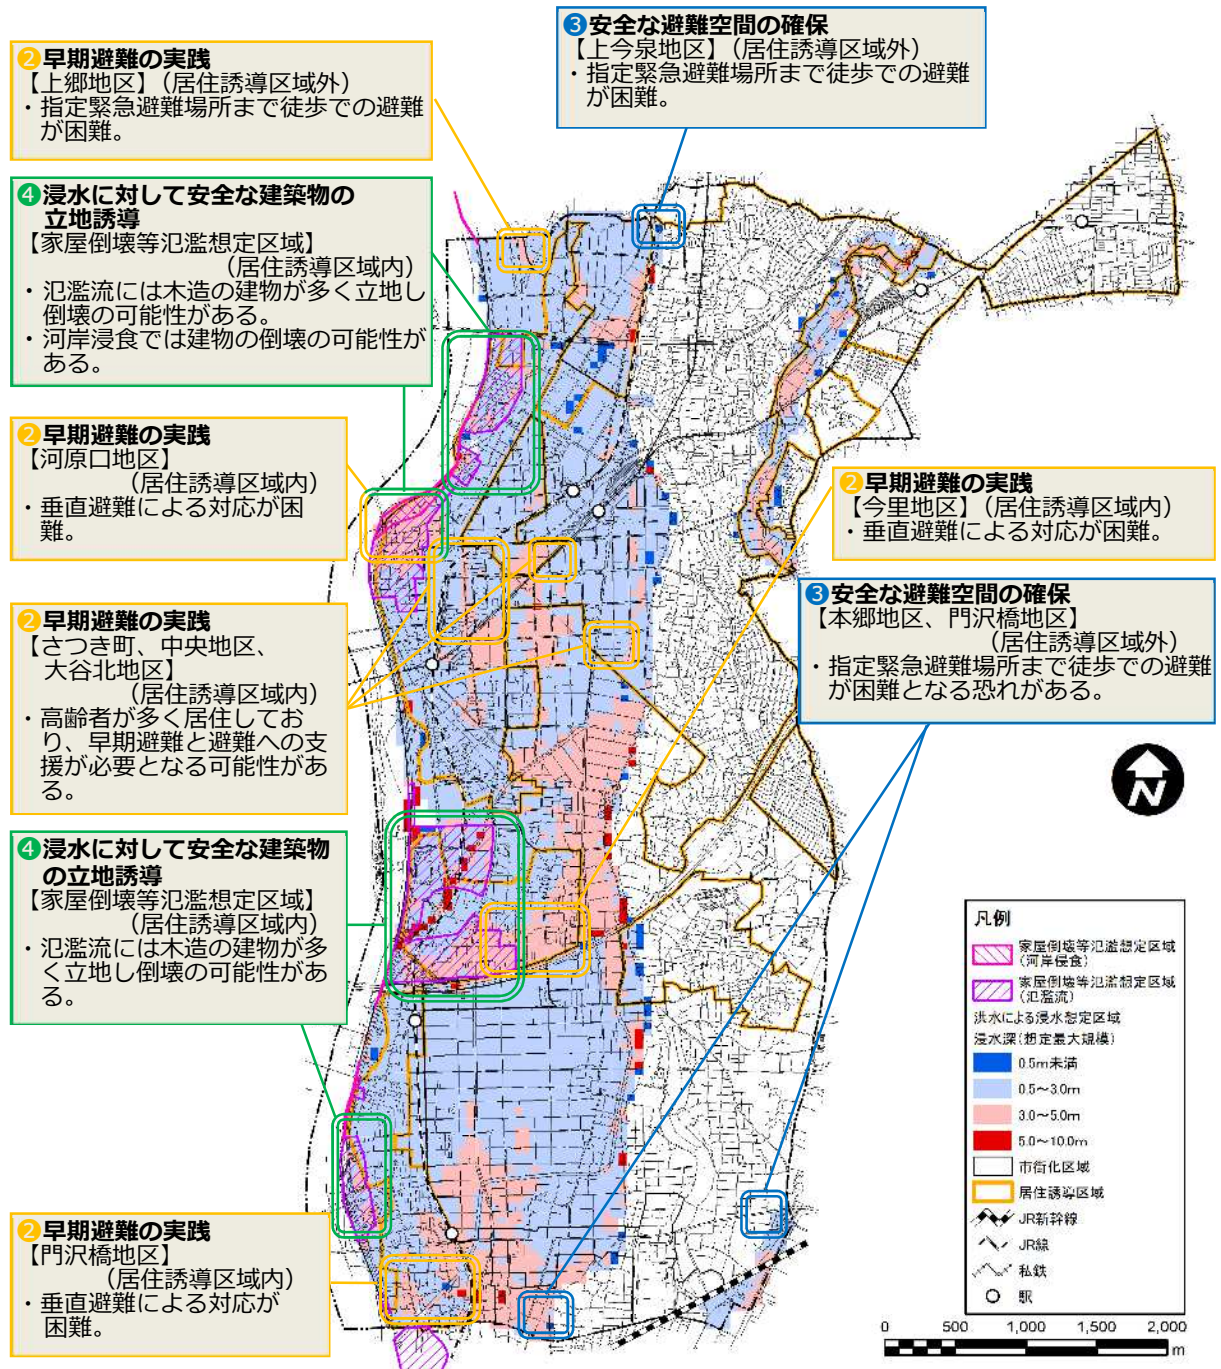 ❷早期避難の実践
【上郷地区】(居住誘導区域外)
・指定緊急避難場所まで徒歩での避難
が困難。
❸安全な避難空間の確保
【上今泉地区】(居住誘導区域外)
・指定緊急避難場所まで徒歩での避難
が困難。
❹浸水に対して安全な建築物の
立地誘導
【家屋倒壊等氾濫想定区域】
(居住誘導区域内)
・氾濫流には木造の建物が多く立地し
倒壊の可能性がある。
・河岸浸食では建物の倒壊の可能性が
ある。
❷早期避難の実践
【河原口地区】
(居住誘導区域内)
・垂直避難による対応が困
難。
❷早期避難の実践
【今里地区】(居住誘導区域内)
・垂直避難による対応が困難。
❸安全な避難空間の確保
【本郷地区、門沢橋地区】
(居住誘導区域外)
・指定緊急避難場所まで徒歩での避難
が困難となる恐れがある。
❷早期避難の実践
【さつき町、中央地区、
大谷北地区】
(居住誘導区域内)
・高齢者が多く居住してお
り、早期避難と避難への支
援が必要となる可能性があ
る。
❹浸水に対して安全な建築物
の立地誘導
【家屋倒壊等氾濫想定区域】
(居住誘導区域内)
・氾濫流には木造の建物が多
く立地し倒壊の可能性があ
る。
❷早期避難の実践
【門沢橋地区】
(居住誘導区域内)
・垂直避難による対応が
困難。
N
凡例
家屋倒壊等氾濫想定区域
(河岸侵食)
家屋倒壊等氾濫想定区域
(氾濫流)
洪水による浸水想定区域
浸水深(想定最大規模)
0.5m未満
0.5〜3.0m
3.0〜5.0m
5.0〜10.0m
市街化区域
居住誘導区域
JR新幹線
JR線
私鉄
駅
0 500 1,000 1,500 2,000
m